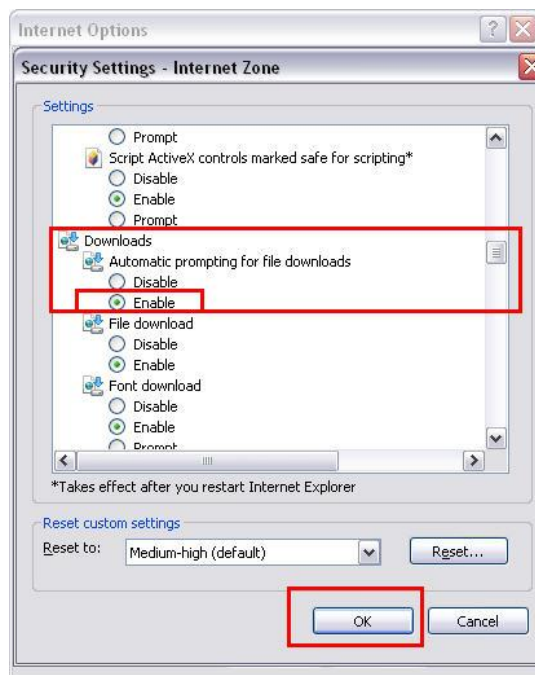 Internet Options
Security Settings - Internet Zone
Settings
Prompt
Script ActiveX controls marked safe for scripting*
Disable
Enable
Prompt
Downloads
Automatic prompting for file downloads
Disable
Enable
File download
Disable
Enable
Font download
Disable
Enable
Prompt
*Takes effect after you restart Internet Explorer
Reset custom settings
Reset to: Medium-high (default) Reset...
OK Cancel